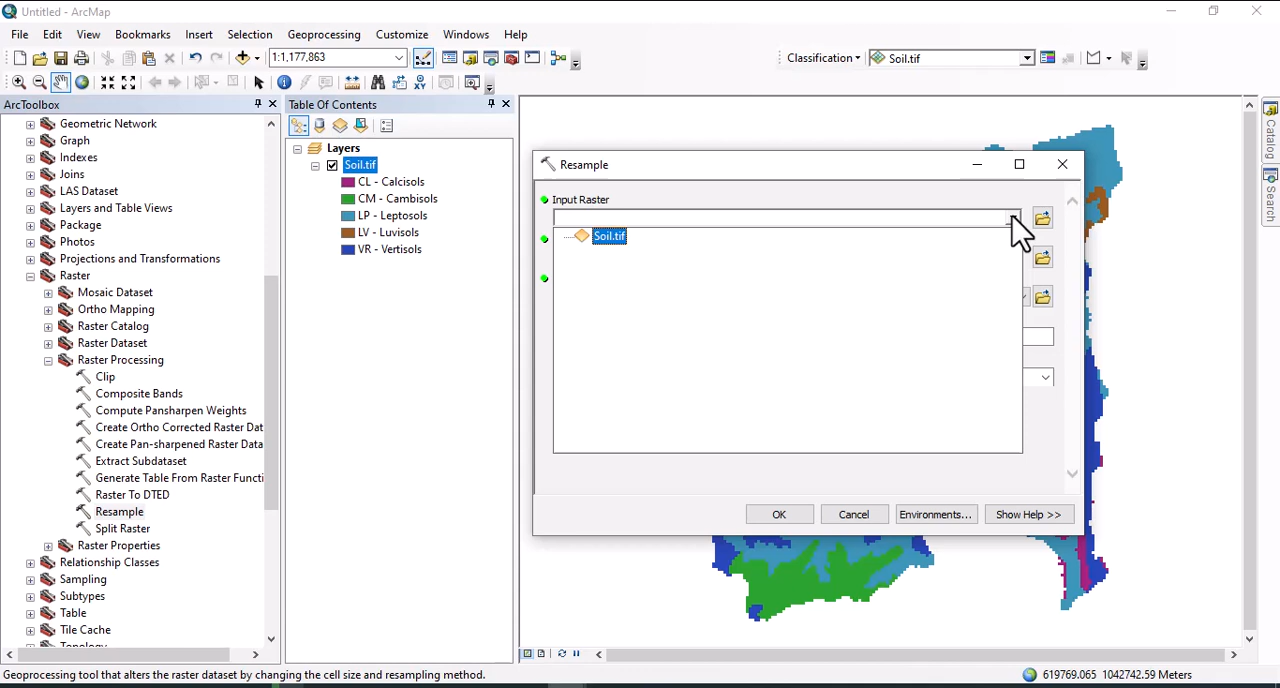 Untitled - ArcMap
File Edit View Bookmarks Insert Selection Geoprocessing Customize Windows Help
1:1,177,863
Classification Soil.tif
ArcToolbox
Geometric Network
Graph
Indexes
Joins
LAS Dataset
Layers and Table Views
Package
Photos
Projections and Transformations
Raster
Mosaic Dataset
Ortho Mapping
Raster Catalog
Raster Dataset
Raster Processing
Clip
Composite Bands
Compute Pansharpen Weights
Create Ortho Corrected Raster Dat
Create Pan-sharpened Raster Data
Extract Subdataset
Generate Table From Raster Functi
Raster To DTED
Resample
Split Raster
Raster Properties
Relationship Classes
Sampling
Subtypes
Table
Tile Cache
Table Of Contents
Layers
Soil.tif
CL - Calcisols
CM - Cambisols
LP - Leptosols
LV - Luvisols
VR - Vertisols
Resample
Input Raster
Soil.tif
OK Cancel Environments... Show Help >>
Catalog
Search
Geoprocessing tool that alters the raster dataset by changing the cell size and resampling method.
619769.065 1042742.59 Meters